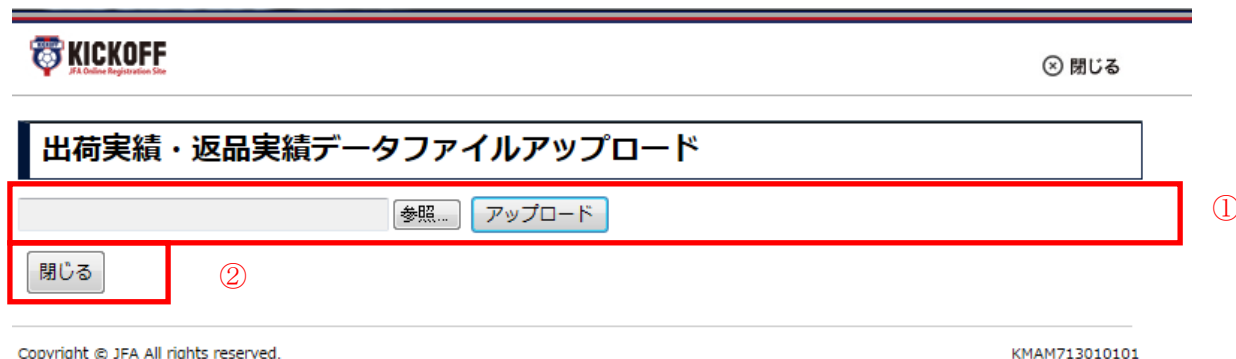 KICKOFF
JFA Online Registration Site
閉じる
出荷実績・返品実績データファイルアップロード
参照... アップロード
①
閉じる
②
Copyright © JFA All rights reserved.
KMAM713010101